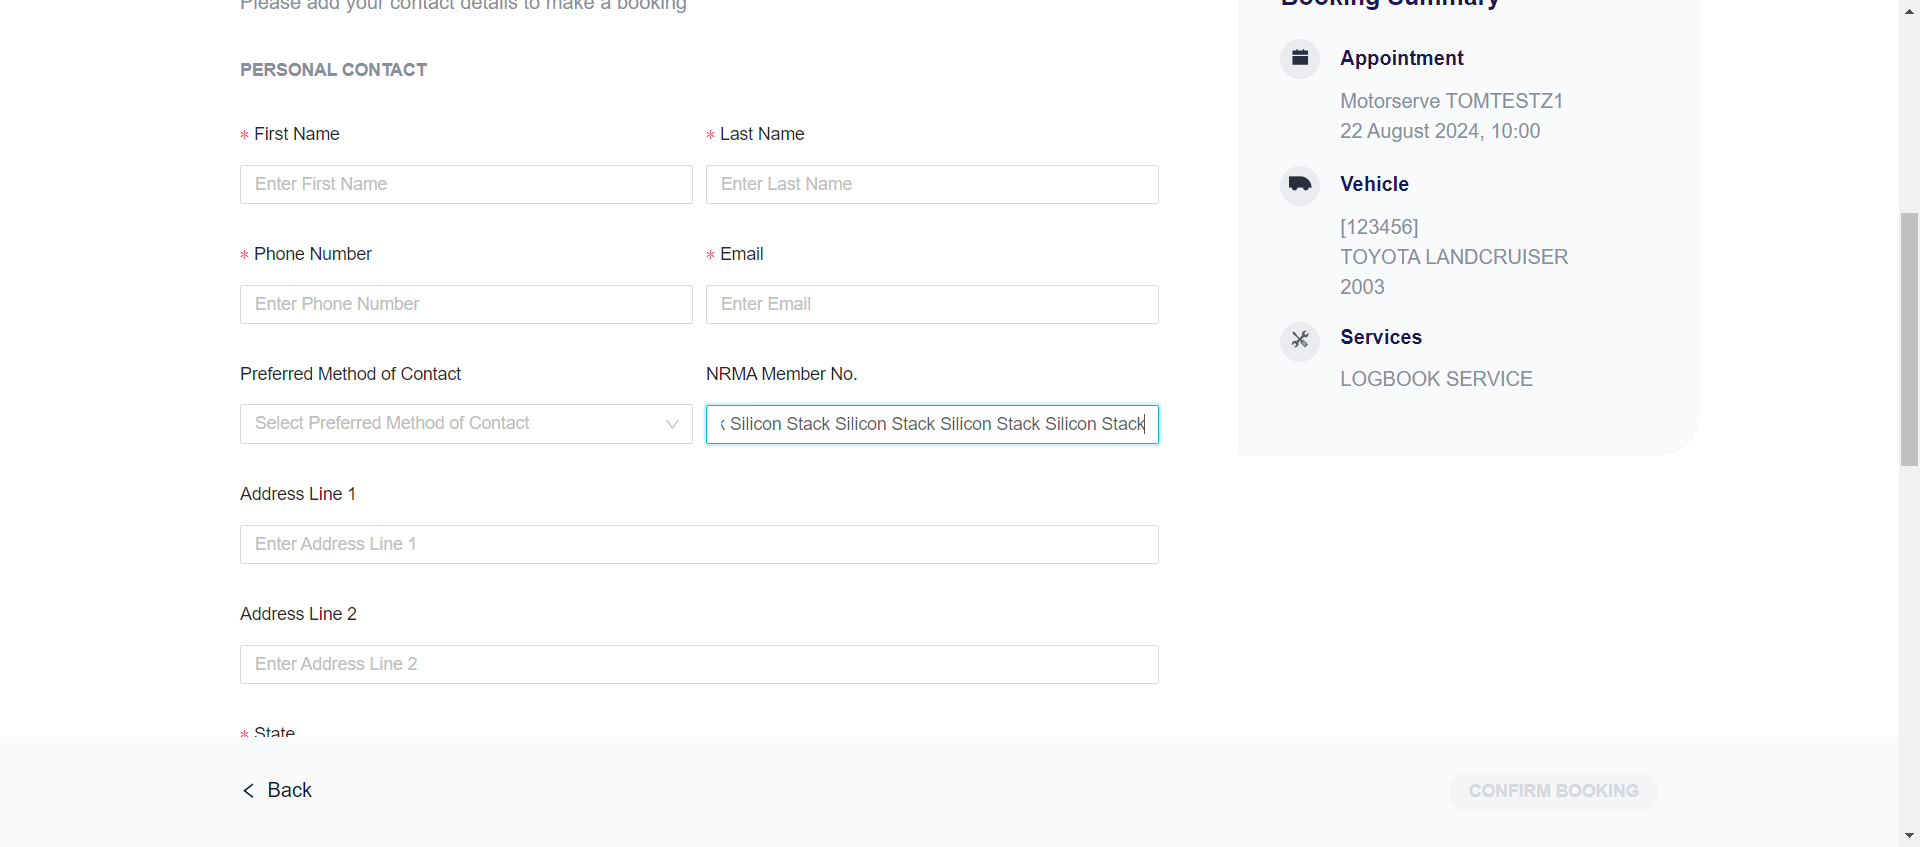 Please add your contact details to make a booking
PERSONAL CONTACT
* First Name
* Last Name
Enter First Name
Enter Last Name
* Phone Number
* Email
Enter Phone Number
Enter Email
Preferred Method of Contact
NRMA Member No.
Select Preferred Method of Contact
k Silicon Stack Silicon Stack Silicon Stack Silicon Stack
Address Line 1
Enter Address Line 1
Address Line 2
Enter Address Line 2
* State
Booking Summary
Appointment
Motorserve TOMTESTZ1
22 August 2024, 10:00
Vehicle
[123456]
TOYOTA LANDCRUISER
2003
Services
LOGBOOK SERVICE
Back
CONFIRM BOOKING